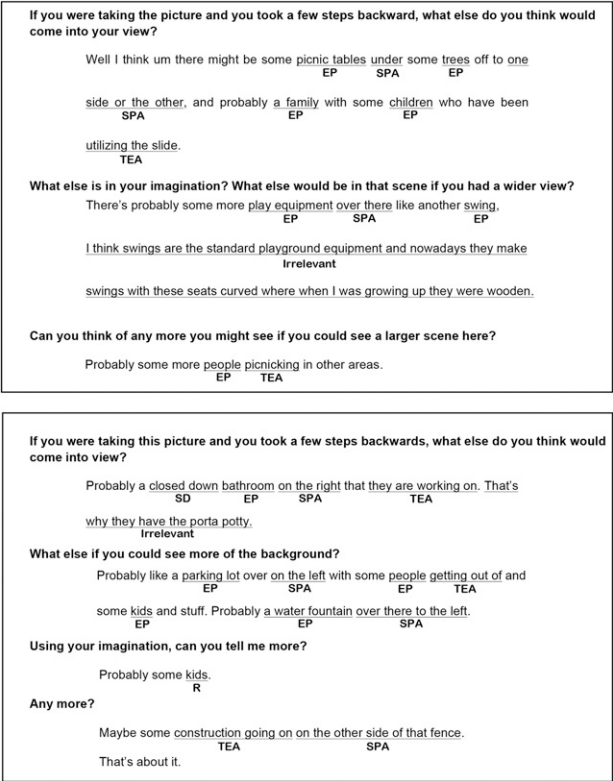 If you were taking the picture and you took a few steps backward, what else do you think would
come into your view?
Well I think um there might be some picnic tables under some trees off to one
EP SPA EP
side or the other, and probably a family with some children who have been
SPA EP EP
utilizing the slide.
TEA
What else is in your imagination? What else would be in that scene if you had a wider view?
There's probably some more play equipment over there like another swing,
EP SPA EP
I think swings are the standard playground equipment and nowadays they make
Irrelevant
swings with these seats curved where when I was growing up they were wooden.
Can you think of any more you might see if you could see a larger scene here?
Probably some more people picnicking in other areas.
EP TEA
If you were taking this picture and you took a few steps backwards, what else do you think would
come into view?
Probably a closed down bathroom on the right that they are working on. That's
SD EP SPA TEA
why they have the porta potty.
Irrelevant
What else if you could see more of the background?
Probably like a parking lot over on the left with some people getting out of and
EP SPA EP TEA
some kids and stuff. Probably a water fountain over there to the left.
EP EP SPA
Using your imagination, can you tell me more?
Probably some kids.
R
Any more?
Maybe some construction going on on the other side of that fence.
TEA SPA
That's about it.